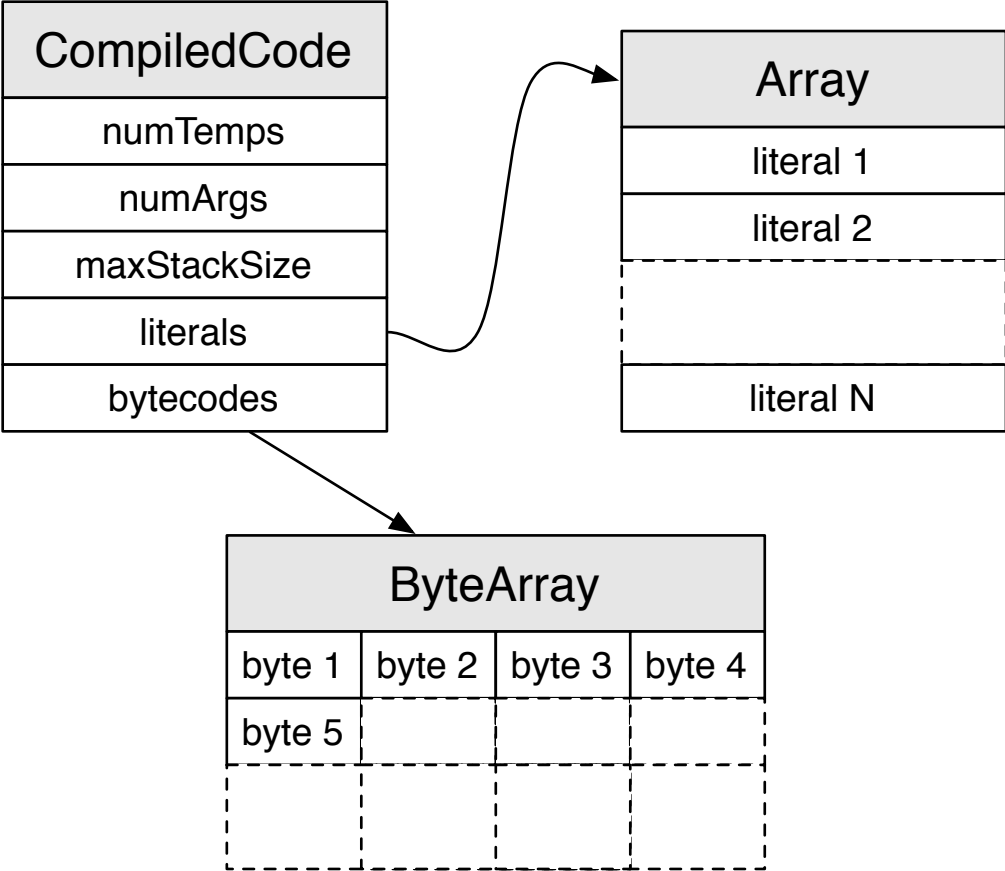 CompiledCode
numTemps
numArgs
maxStackSize
literals
bytecodes
Array
literal 1
literal 2
literal N
ByteArray
byte 1 byte 2 byte 3 byte 4
byte 5